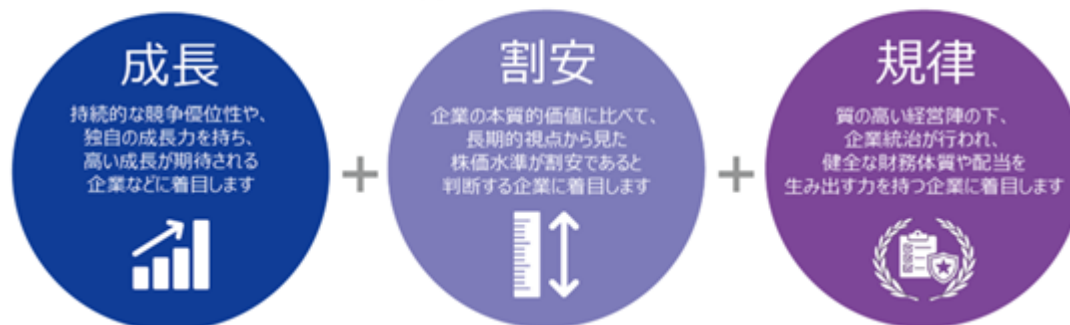 成長
持続的な競争優位性や、
独自の成長力を持ち、
高い成長が期待される
企業などに着目します
+
割安
企業の本質的価値に比べて、
長期的視点から見た
株価水準が割安であると
判断する企業に着目します
+
規律
質の高い経営陣の下、
企業統治が行われ、
健全な財務体質や配当を
生み出す力を持つ企業に着目します